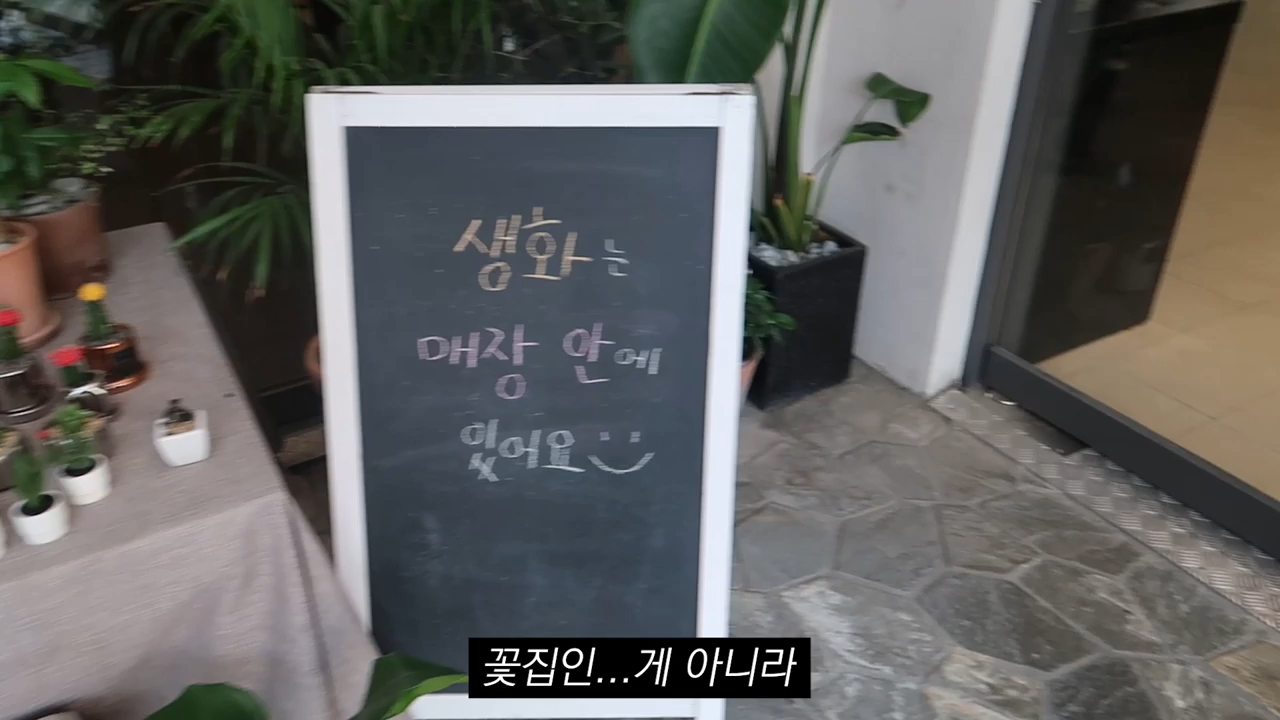 생화는
매장 안에
있어요
꽃집인...게 아니라